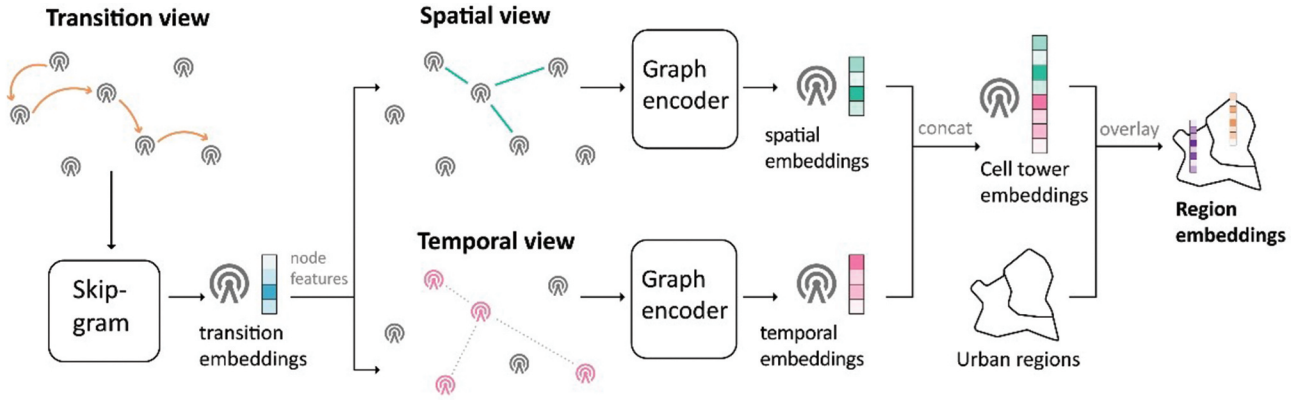 Transition view
Skip-
gram
transition
embeddings
node
features
Spatial view
Graph
encoder
spatial
embeddings
Temporal view
Graph
encoder
temporal
embeddings
concat
Cell tower
embeddings
Urban regions
overlay
Region
embeddings